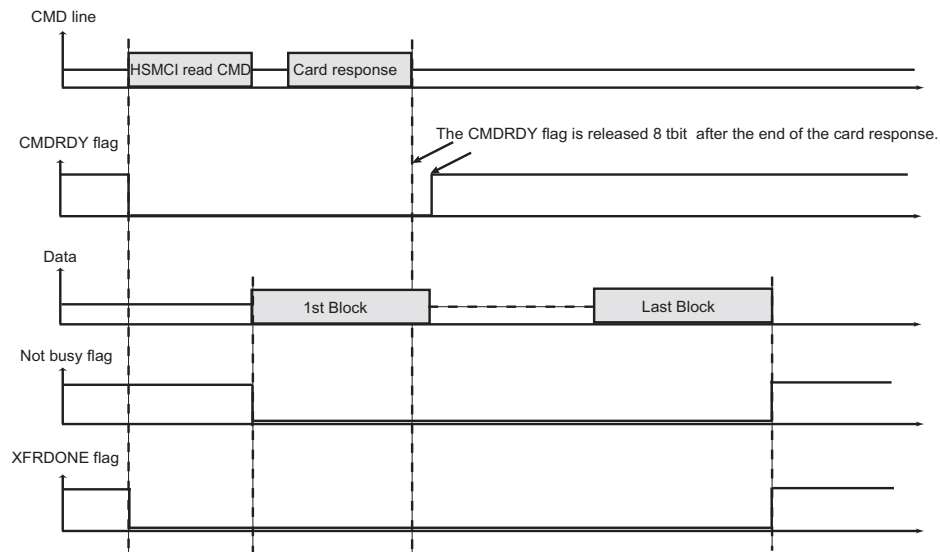 CMD line
HSMCI read CMD
Card response
CMDRDY flag
The CMDRDY flag is released 8 tbit after the end of the card response.
Data
1st Block
Last Block
Not busy flag
XFRDONE flag